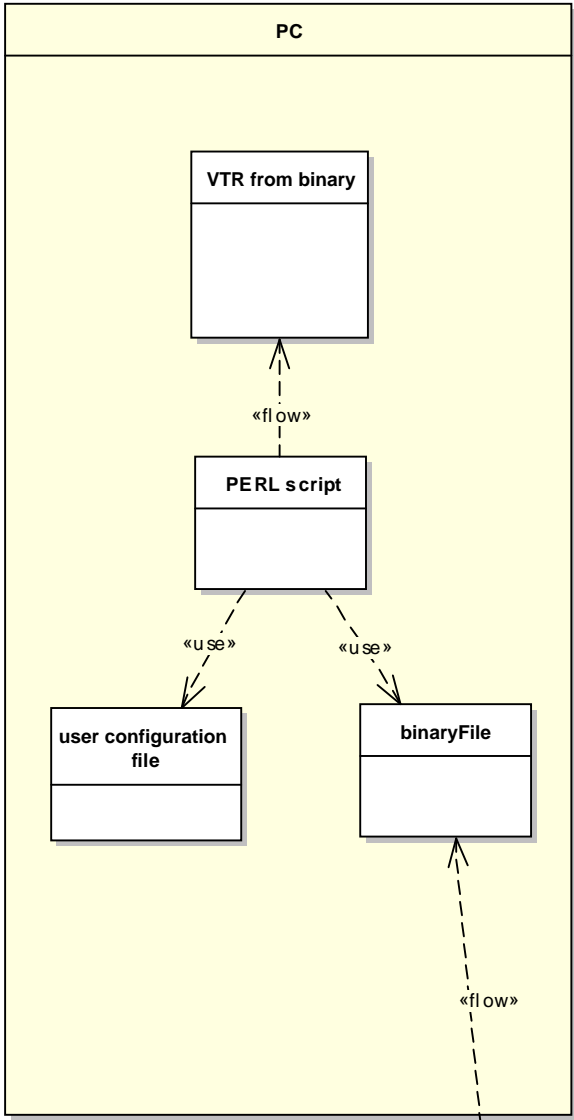 PC
VTR from binary
«flow»
PERL script
«use»
«use»
user configuration
file
binaryFile
«flow»